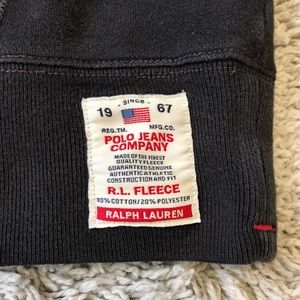 - SINCE -
19 67
REG.TM. MFG.CO.
POLO JEANS
COMPANY
MADE OF THE FINEST
QUALITY FLEECE
GUARANTEED GENUINE
AUTHENTIC ATHLETIC
CONSTRUCTION AND FIT
R.L. FLEECE
80% COTTON/20% POLYESTER
RALPH LAUREN